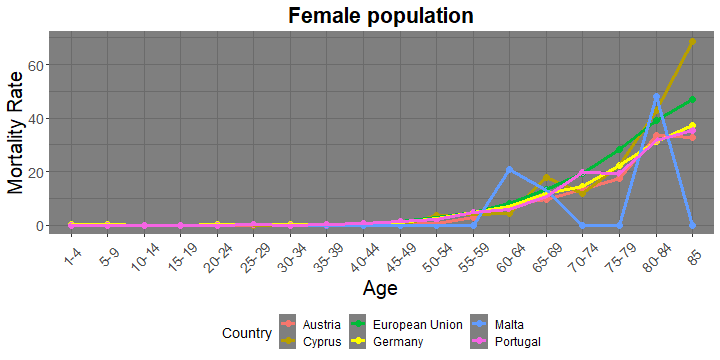 Female population
Mortality Rate
60
40
20
0
1-4 5-9 10-14 15-19 20-24 25-29 30-34 35-39 40-44 45-49 50-54 55-59 60-64 65-69 70-74 75-79 80-84 85
Age
Country
Austria European Union Malta
Cyprus Germany Portugal